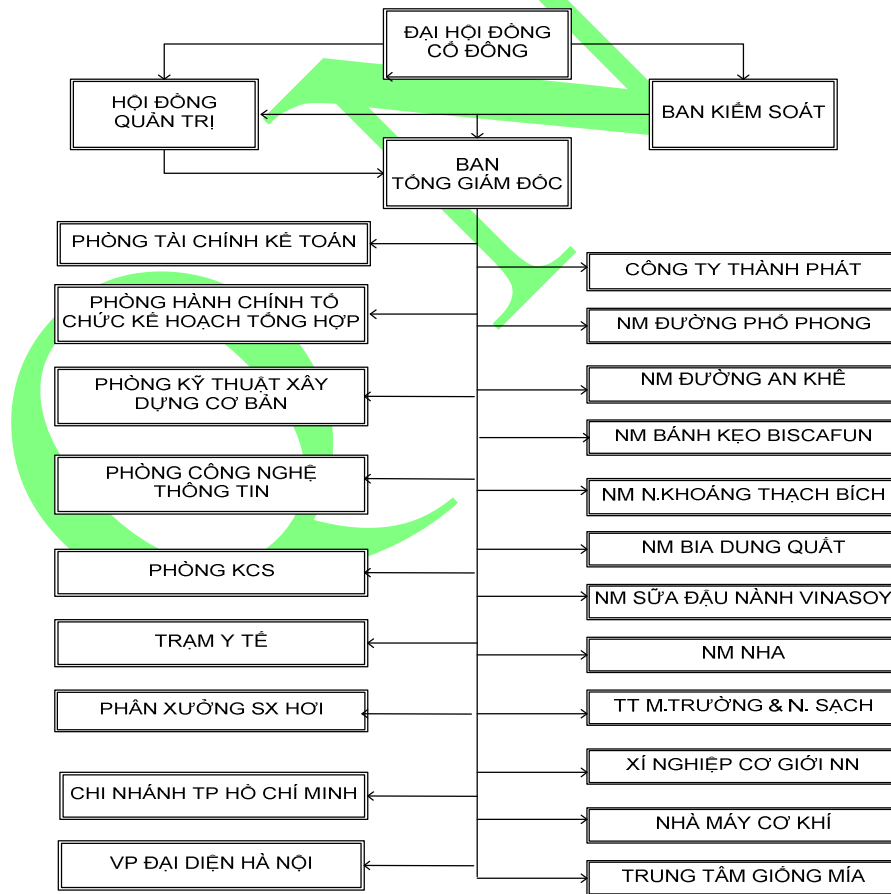 ĐẠI HỘI ĐỒNG
CỔ ĐÔNG
HỘI ĐỒNG
QUẢN TRỊ
BAN KIỂM SOÁT
BAN
TỔNG GIÁM ĐỐC
PHÒNG TÀI CHÍNH KẾ TOÁN
PHÒNG HÀNH CHÍNH TỔ
CHỨC KẾ HOẠCH TỔNG HỢP
PHÒNG KỸ THUẬT XÂY
DỰNG CƠ BẢN
PHÒNG CÔNG NGHỆ
THÔNG TIN
PHÒNG KCS
TRẠM Y TẾ
PHÂN XƯỞNG SX HƠI
CHI NHÁNH TP HỒ CHÍ MINH
VP ĐẠI DIỆN HÀ NỘI
CÔNG TY THÀNH PHÁT
NM ĐƯỜNG PHỔ PHONG
NM ĐƯỜNG AN KHÊ
NM BÁNH KẸO BISCAFUN
NM N.KHOÁNG THẠCH BÍCH
NM BIA DUNG QUẤT
NM SỮA ĐẬU NÀNH VINASOY
NM NHA
TT M.TRƯỜNG & N. SẠCH
XÍ NGHIỆP CƠ GIỚI NN
NHÀ MÁY CƠ KHÍ
TRUNG TÂM GIỐNG MÍA